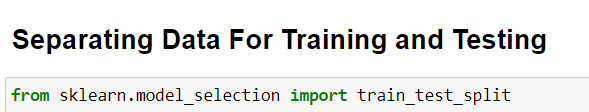 Separating Data For Training and Testing
from sklearn.model_selection import train_test_split